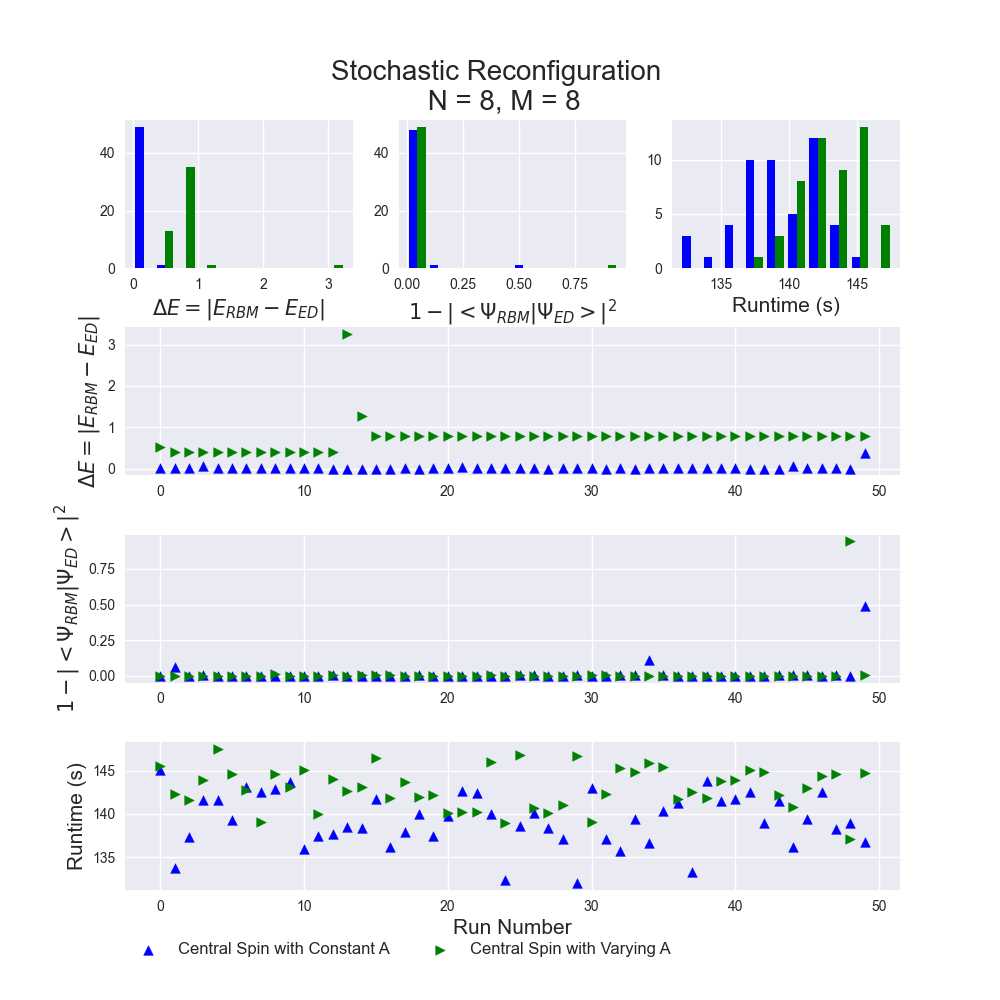 Stochastic Reconfiguration
N = 8, M = 8
40
20
0
0 1 2 3
ΔE = |E_RBM − E_ED|
40
20
0
0.00 0.25 0.50 0.75
1 − | < Ψ_RBM|Ψ_ED > |²
10
5
0
135 140 145
Runtime (s)
ΔE = |E_RBM − E_ED|
3
2
1
0
0 10 20 30 40 50
1 − | < Ψ_RBM|Ψ_ED > |²
0.75
0.50
0.25
0.00
0 10 20 30 40 50
Runtime (s)
145
140
135
0 10 20 30 40 50
Run Number
Central Spin with Constant A
Central Spin with Varying A